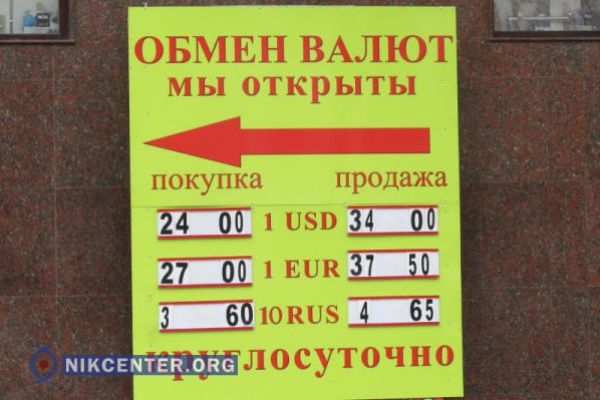 ОБМЕН ВАЛЮТ
мы открыты
покупка продажа
24 00 1 USD 34 00
27 00 1 EUR 37 50
3 60 10 RUS 4 65
круглосуточно
NIKCENTER.ORG